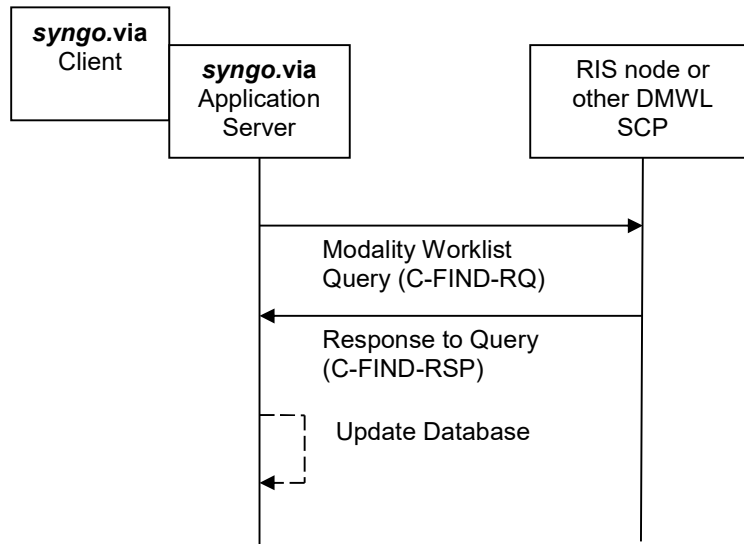 syngo.via
Client
syngo.via
Application
Server
RIS node or
other DMWL
SCP
Modality Worklist
Query (C-FIND-RQ)
Response to Query
(C-FIND-RSP)
Update Database